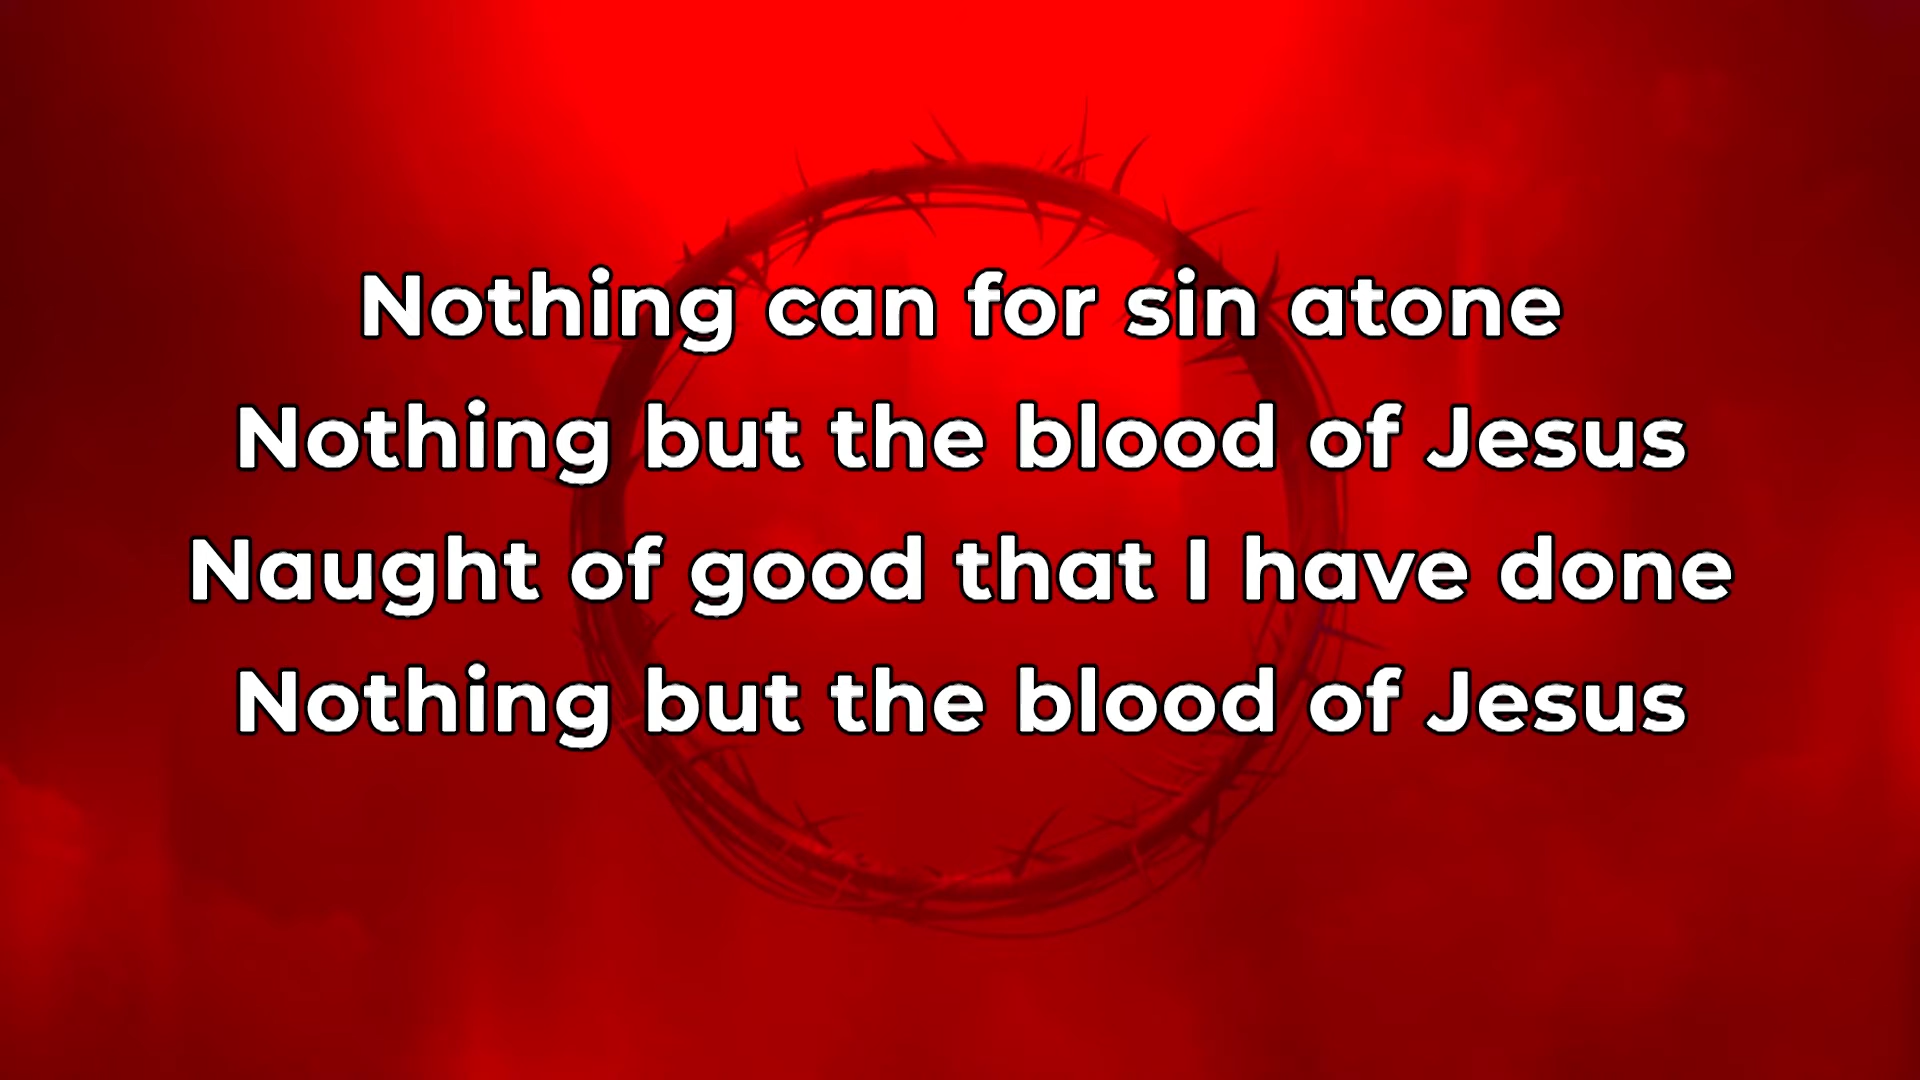 Nothing can for sin atone
Nothing but the blood of Jesus
Naught of good that I have done
Nothing but the blood of Jesus